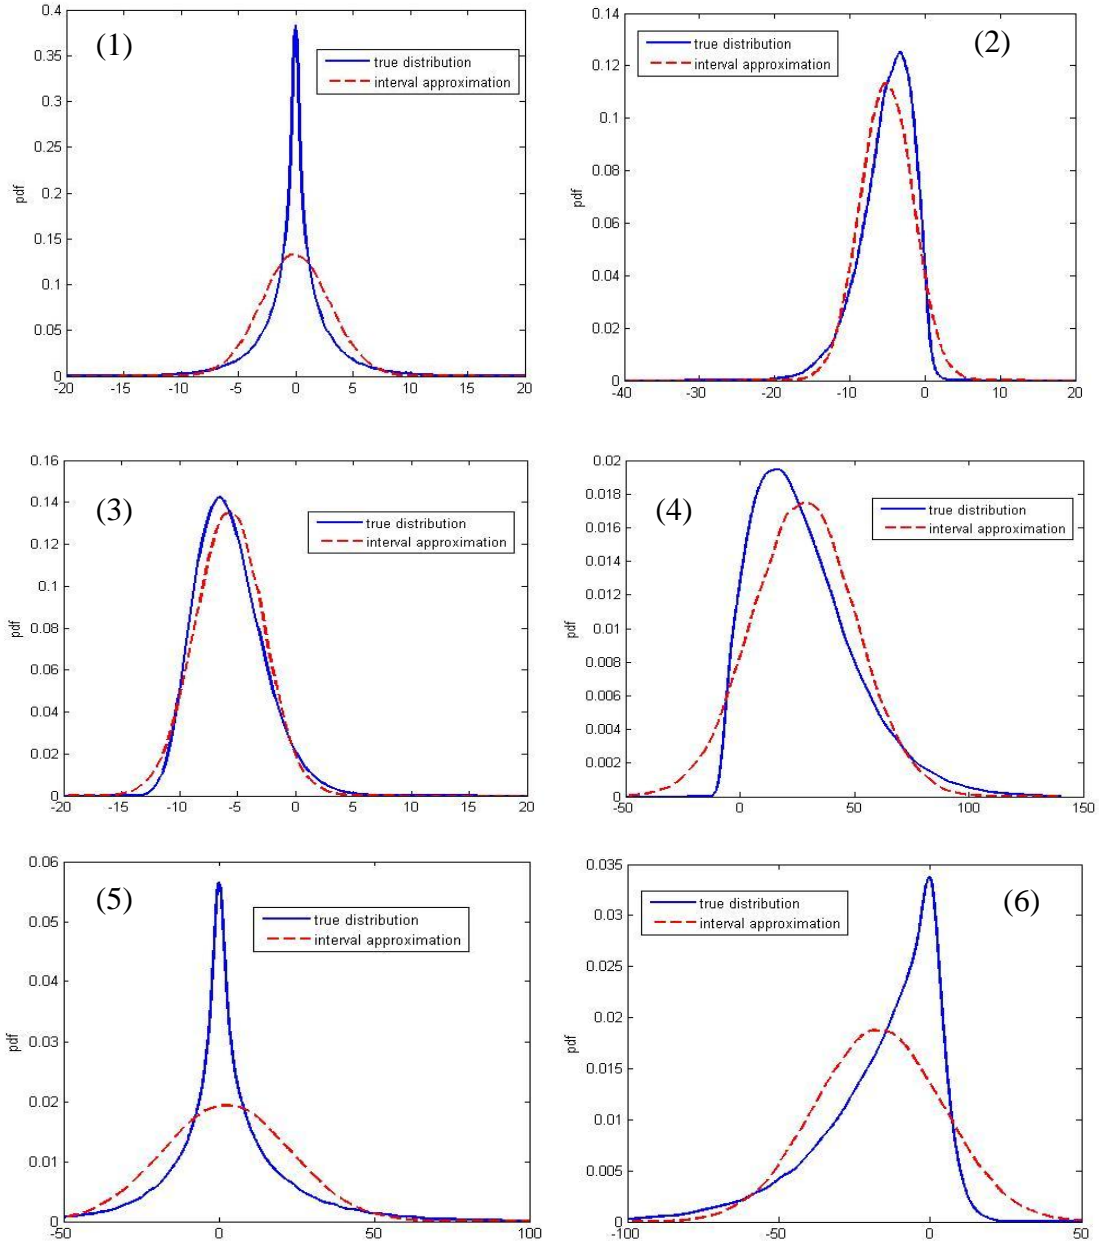 0.4
0.35
0.3
0.25
0.2
0.15
0.1
0.05
0
pdf
(1)
true distribution
interval approximation
-20 -15 -10 -5 0 5 10 15 20
0.14
0.12
0.1
0.08
0.06
0.04
0.02
0
pdf
(2)
true distribution
interval approximation
-40 -30 -20 -10 0 10 20
0.16
0.14
0.12
0.1
0.08
0.06
0.04
0.02
0
pdf
(3)
true distribution
interval approximation
-20 -15 -10 -5 0 5 10 15 20
0.02
0.018
0.016
0.014
0.012
0.01
0.008
0.006
0.004
0.002
0
pdf
(4)
true distribution
interval approximation
-50 0 50 100 150
0.06
0.05
0.04
0.03
0.02
0.01
0
pdf
(5)
true distribution
interval approximation
-50 0 50 100
0.035
0.03
0.025
0.02
0.015
0.01
0.005
0
pdf
(6)
true distribution
interval approximation
-100 -50 0 50